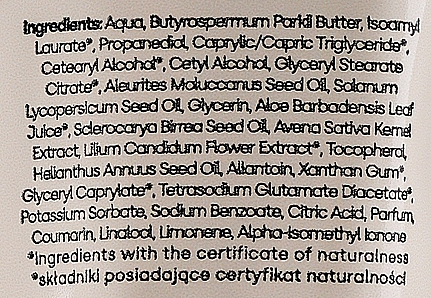 Ingredients: Aqua, Butyrospermum Parkii Butter, Isoamyl
Laurate*, Propanediol, Caprylic/Capric Triglyceride*,
Cetearyl Alcohol*, Cetyl Alcohol, Glyceryl Stearate
Citrate*, Aleurites Moluccanus Seed Oil, Solanum
Lycopersicum Seed Oil, Glycerin, Aloe Barbadensis Leaf
Juice*, Sclerocarya Birrea Seed Oil, Avena Sativa Kernel
Extract, Lilium Candidum Flower Extract*, Tocopherol,
Helianthus Annuus Seed Oil, Allantoin, Xanthan Gum*,
Glyceryl Caprylate*, Tetrasodium Glutamate Diacetate*,
Potassium Sorbate, Sodium Benzoate, Citric Acid, Parfum,
Coumarin, Linalool, Limonene, Alpha-Isomethyl Ionone
*Ingredients with the certificate of naturalness
*składniki posiadające certyfikat naturalności